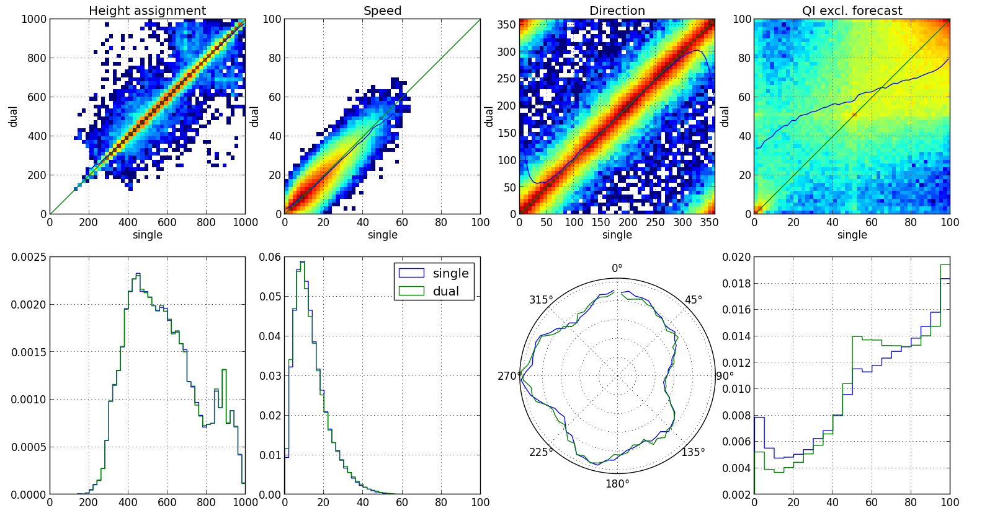 Height assignment
1000
800
600
400
200
0
dual
0 200 400 600 800 1000
single
Speed
100
80
60
40
20
0
dual
0 20 40 60 80 100
single
Direction
350
300
250
200
150
100
50
0
dual
0 50 100 150 200 250 300 350
single
QI excl. forecast
100
80
60
40
20
0
dual
0 20 40 60 80 100
single
0.0025
0.0020
0.0015
0.0010
0.0005
0.0000
0 200 400 600 800 1000
0.06
0.05
0.04
0.03
0.02
0.01
0.00
0 20 40 60 80 100
single
dual
0°
315° 45°
270° 90°
225° 135°
180°
0.020
0.018
0.016
0.014
0.012
0.010
0.008
0.006
0.004
0.002
0 20 40 60 80 100